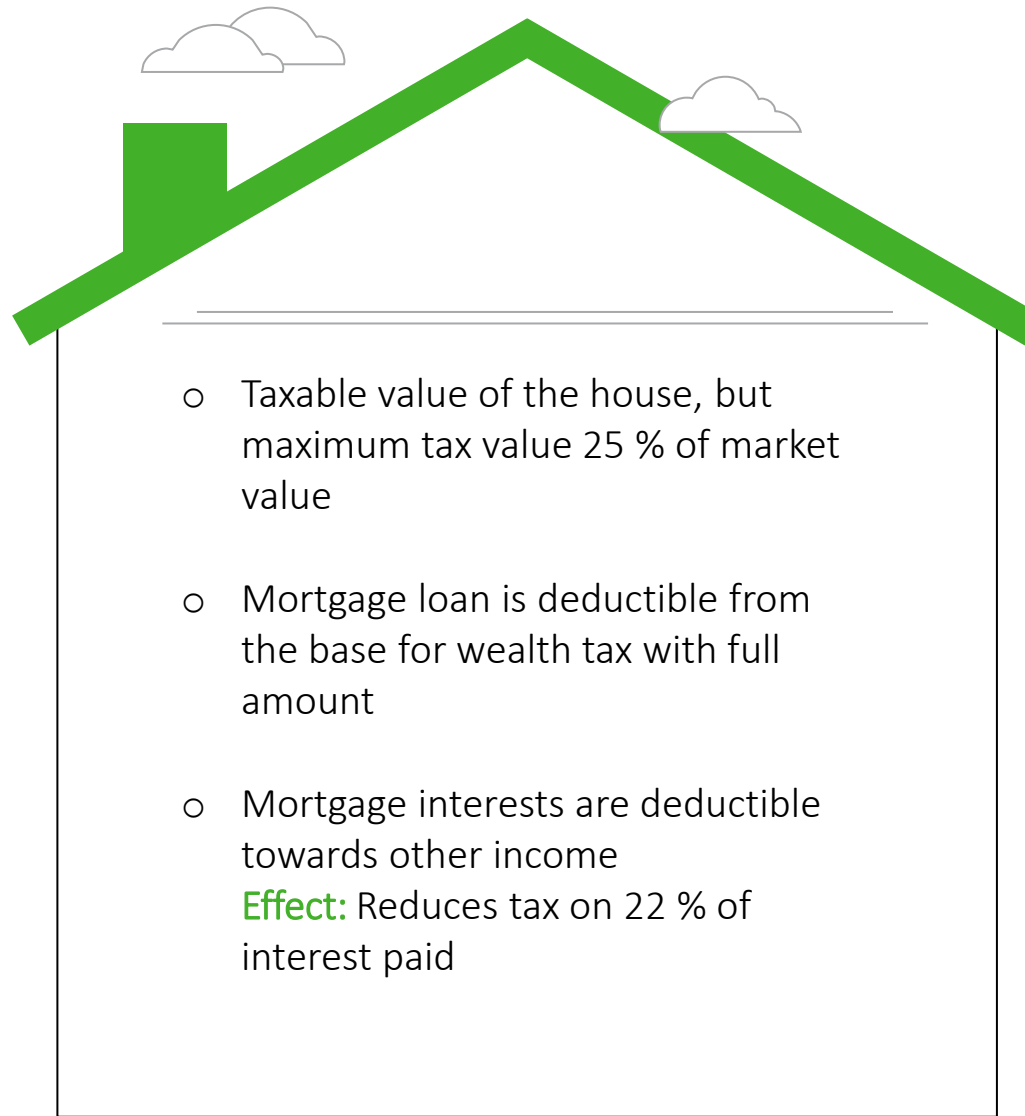 o Taxable value of the house, but
maximum tax value 25 % of market
value
o Mortgage loan is deductible from
the base for wealth tax with full
amount
o Mortgage interests are deductible
towards other income
Effect: Reduces tax on 22 % of
interest paid